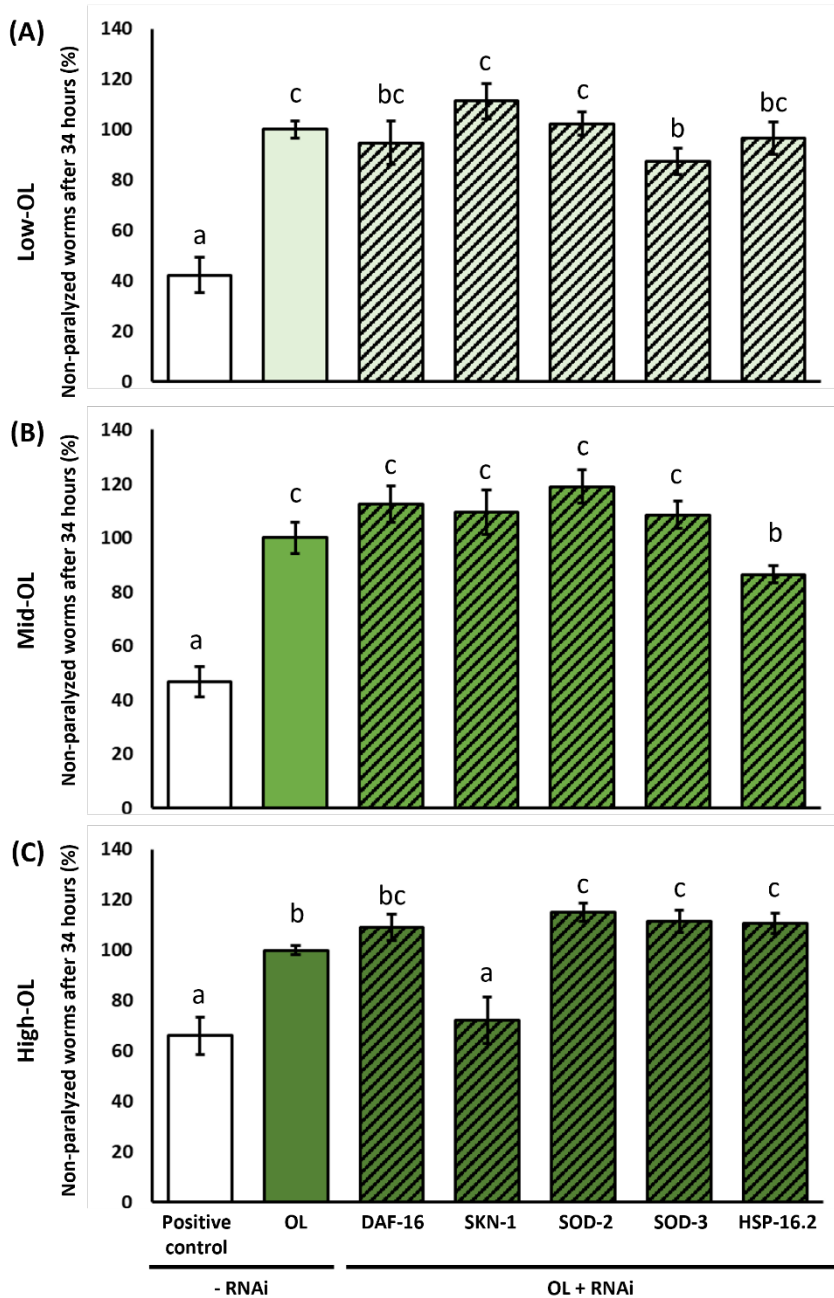 (A)
Low-OL
Non-paralyzed worms after 34 hours (%)
140
120
100
80
60
40
20
0
a
c
bc
c
c
b
bc
(B)
Mid-OL
Non-paralyzed worms after 34 hours (%)
140
120
100
80
60
40
20
0
a
c
c
c
c
c
b
(C)
High-OL
Non-paralyzed worms after 34 hours (%)
140
120
100
80
60
40
20
0
a
b
bc
a
c
c
c
Positive control
OL
DAF-16
SKN-1
SOD-2
SOD-3
HSP-16.2
- RNAi
OL + RNAi